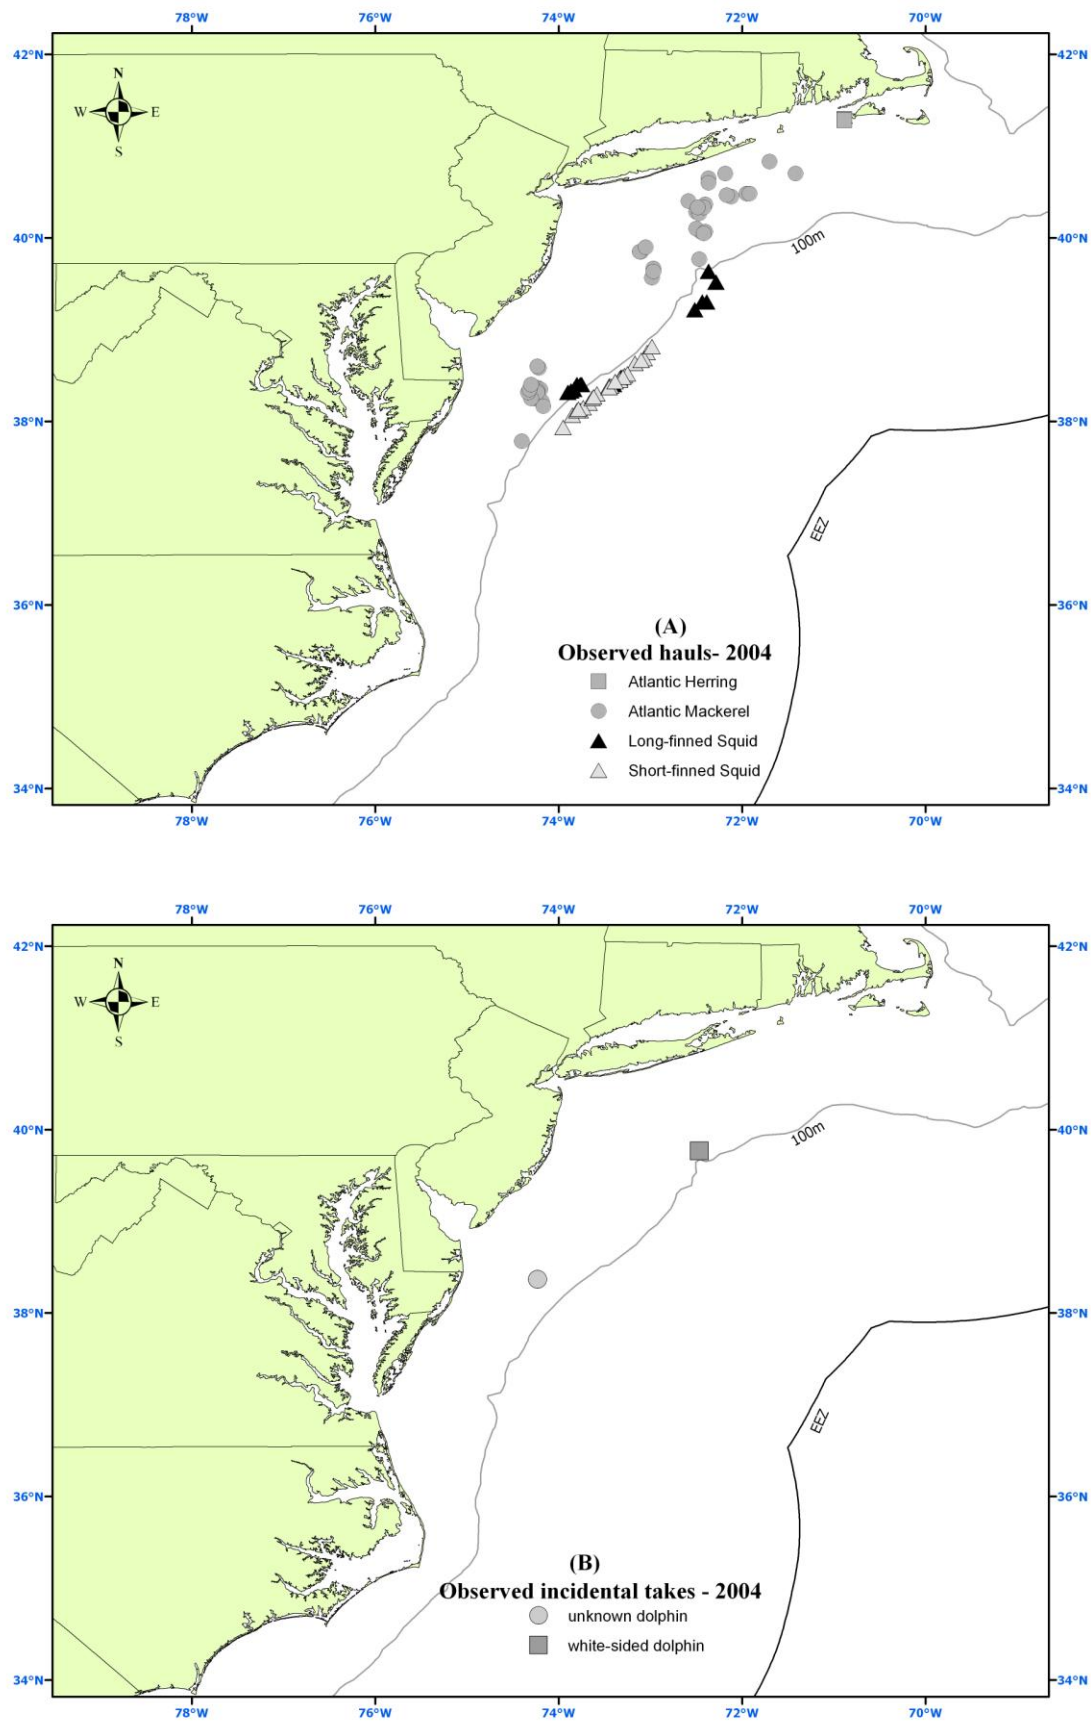 78°W 76°W 74°W 72°W 70°W
42°N 42°N
N
W E
S
40°N 40°N
100m
38°N 38°N
EEZ
36°N 36°N
(A)
Observed hauls- 2004
Atlantic Herring
Atlantic Mackerel
Long-finned Squid
Short-finned Squid
34°N 34°N
78°W 76°W 74°W 72°W 70°W
78°W 76°W 74°W 72°W 70°W
42°N 42°N
N
W E
S
40°N 40°N
100m
38°N 38°N
EEZ
36°N 36°N
(B)
Observed incidental takes - 2004
unknown dolphin
white-sided dolphin
34°N 34°N
78°W 76°W 74°W 72°W 70°W